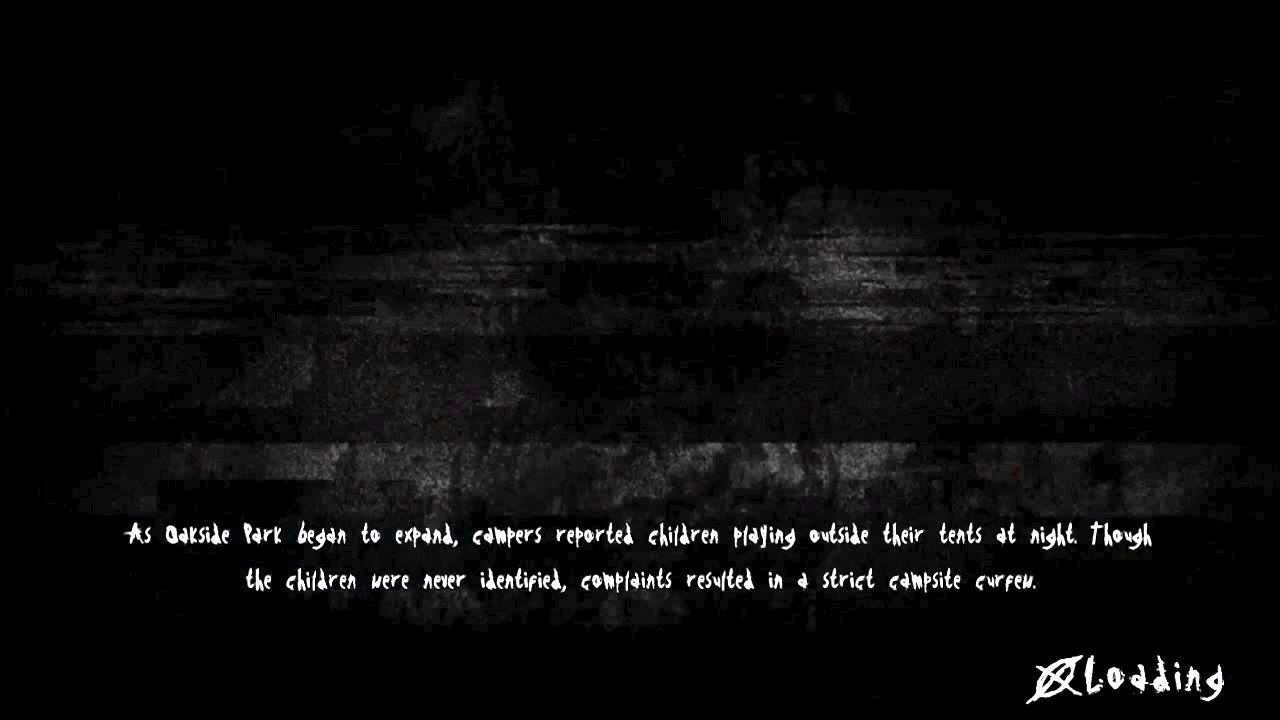 As Oakside Park began to expand, campers reported children playing outside their tents at night. Though
the children were never identified, complaints resulted in a strict campsite curfew.
Loading